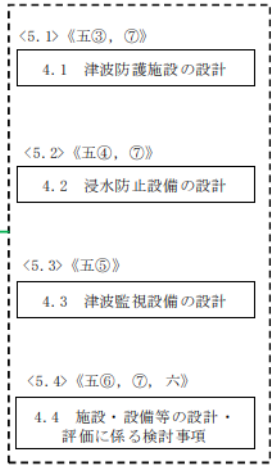 <5.1>《五③，⑦》
4.1　津波防護施設の設計
<5.2>《五④，⑦》
4.2　浸水防止設備の設計
<5.3>《五⑤》
4.3　津波監視設備の設計
<5.4>《五⑥，⑦，六》
4.4　施設・設備等の設計・
評価に係る検討事項